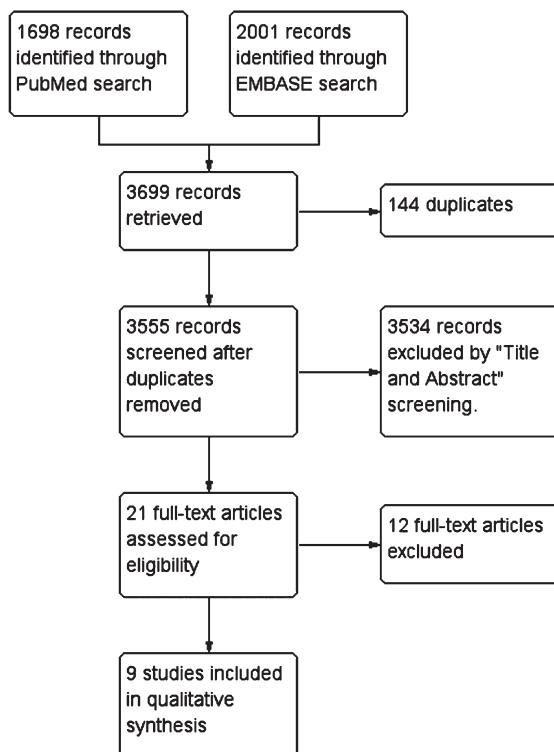 1698 records
identified through
PubMed search
2001 records
identified through
EMBASE search
3699 records
retrieved
144 duplicates
3555 records
screened after
duplicates
removed
3534 records
excluded by "Title
and Abstract"
screening.
21 full-text articles
assessed for
eligibility
12 full-text articles
excluded
9 studies included
in qualitative
synthesis